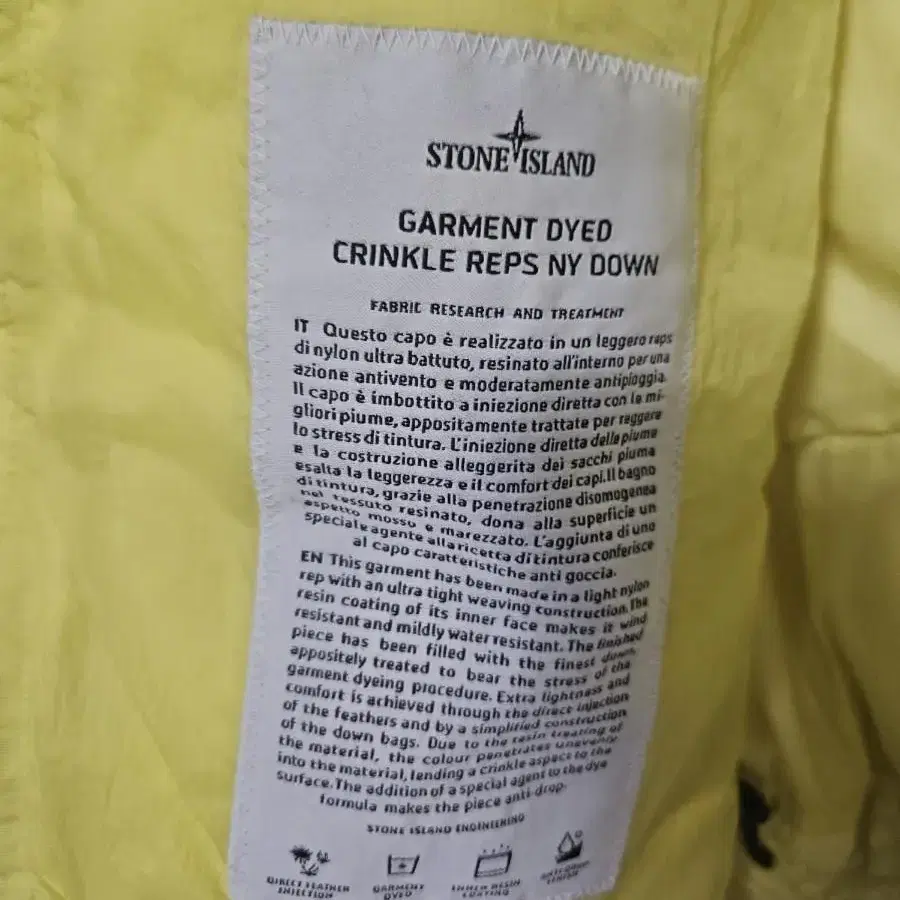 STONE ISLAND
GARMENT DYED
CRINKLE REPS NY DOWN
FABRIC RESEARCH AND TREATMENT
IT Questo capo è realizzato in un leggero raps
di nylon ultra battuto, resinato all'interno per una
azione antivento e moderatamente antipioggia.
Il capo è imbottito a iniezione diretta con le mi-
gliori piume, appositamente trattate per reggere
lo stress di tintura. L'iniezione diretta delle piume
e la costruzione alleggerita dei sacchi piuma
esalta la leggerezza e il comfort dei capi. Il bagno
di tintura, grazie alla penetrazione disomogenea
nel tessuto resinato, dona alla superficie un
aspetto mosso e marezzato. L'aggiunta di uno
speciale agente alla ricetta di tintura conferisce
al capo caratteristiche anti goccia.
EN This garment has been made in a light nylon
rep with an ultra tight weaving construction. The
resin coating of its inner face makes it wind
resistant and mildly water resistant. The finished
piece has been filled with the finest down,
appositely treated to bear the stress of the
garment dyeing procedure. Extra lightness and
comfort is achieved through the direct injection
of the feathers and by a simplified construction
of the down bags. Due to the resin treating of
the material, the colour penetrates unevenly
into the material, lending a crinkle aspect to the
surface. The addition of a special agent to the dye
formula makes the piece anti-drop.
STONE ISLAND ENGINEERING
DIRECT FEATHER
INJECTION
GARMENT
DYED
INNER RESIN
COATING
ANTI DROP